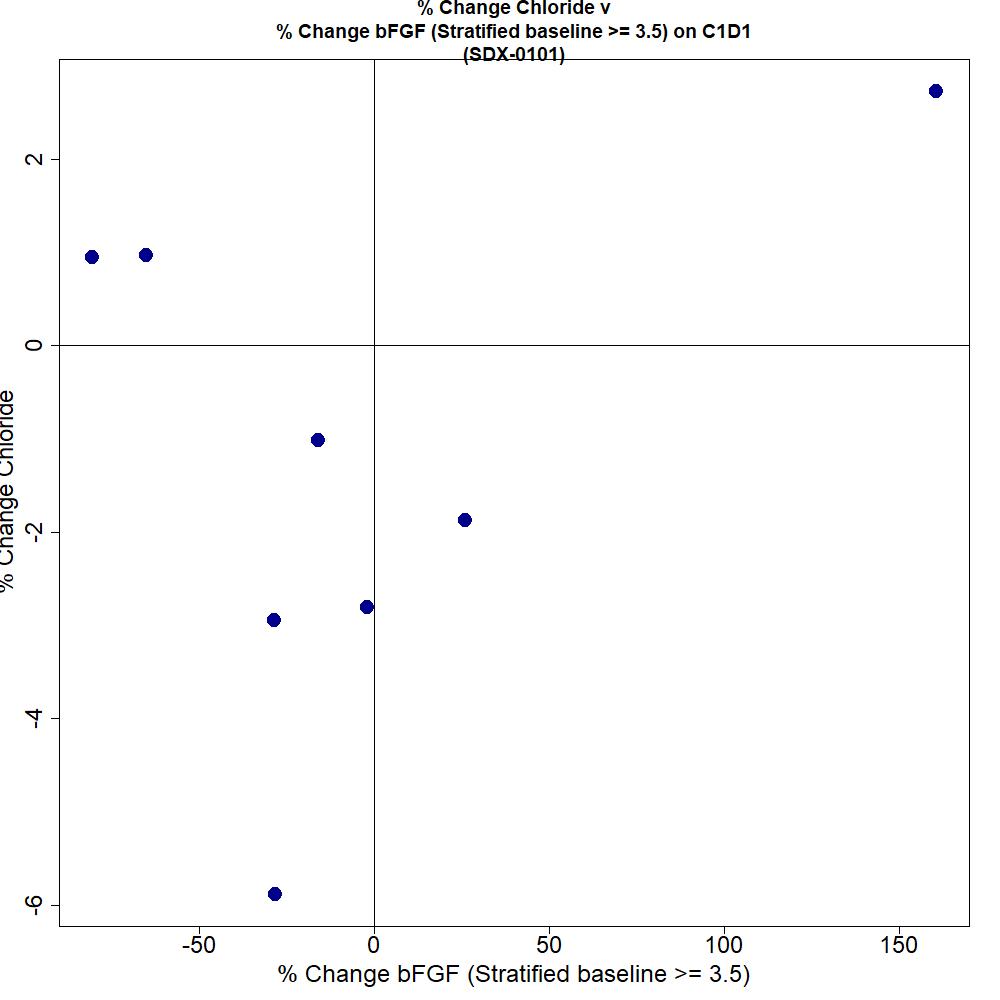 % Change Chloride v
% Change bFGF (Stratified baseline >= 3.5) on C1D1
(SDX-0101)
% Change Chloride
2
0
-2
-4
-6
-50
0
50
100
150
% Change bFGF (Stratified baseline >= 3.5)